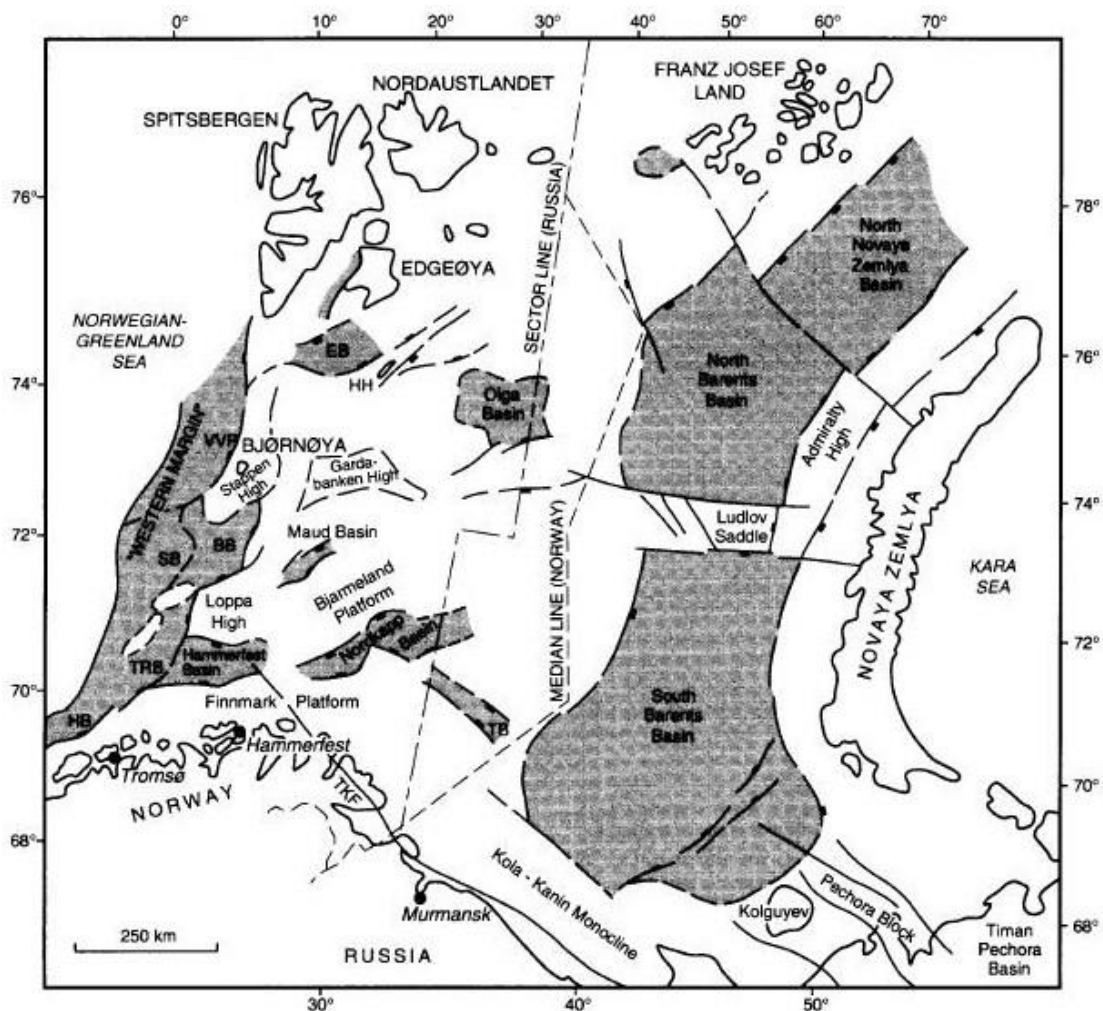 0° 10° 20° 30° 40° 50° 60° 70°
NORDAUSTLANDET
FRANZ JOSEF
LAND
SPITSBERGEN
76°
78°
SECTOR LINE (RUSSIA)
North
Novaya
Zemlya
Basin
EDGEØYA
NORWEGIAN-
GREENLAND
SEA
EB
HH
76°
74°
North
Barents
Basin
Olga
Basin
Admiralty
High
"WESTERN MARGIN"
VVP
BJØRNØYA
Stappen
High
Garda-
banken High
74°
72°
Ludlov
Saddle
Maud Basin
SB
BB
MEDIAN LINE (NORWAY)
NOVAYA ZEMLYA
KARA
SEA
Bjarmeland
Platform
Loppa
High
72°
Nordkapp
Basin
TRB
Hammerfest
Basin
70°
Finnmark Platform
South
Barents
Basin
HB
TB
Hammerfest
Tromsø
NORWAY
TKF
70°
68°
Kola - Kanin Monocline
Pechora Block
Kolguyev
Murmansk
68°
250 km
RUSSIA
Timan
Pechora
Basin
30° 40° 50°